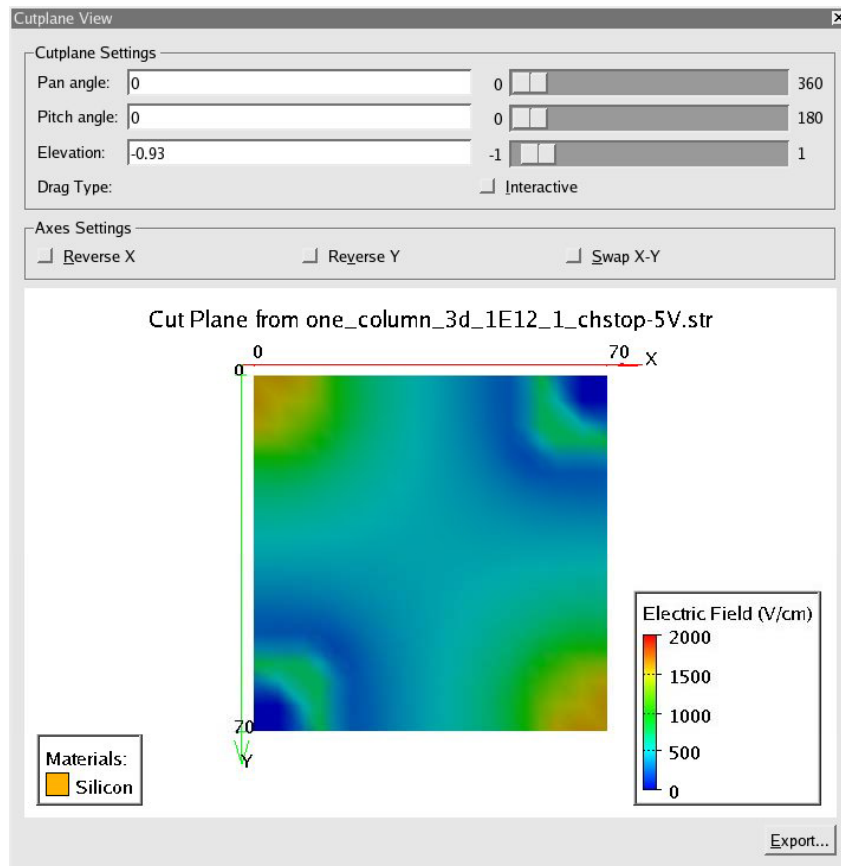 Cutplane View
Cutplane Settings
Pan angle: 0 0 360
Pitch angle: 0 0 180
Elevation: -0.93 -1 1
Drag Type: Interactive
Axes Settings
Reverse X Reverse Y Swap X-Y
Cut Plane from one_column_3d_1E12_1_chstop-5V.str
0 70 X
0
70
Y
Electric Field (V/cm)
2000
1500
1000
500
0
Materials:
Silicon
Export...